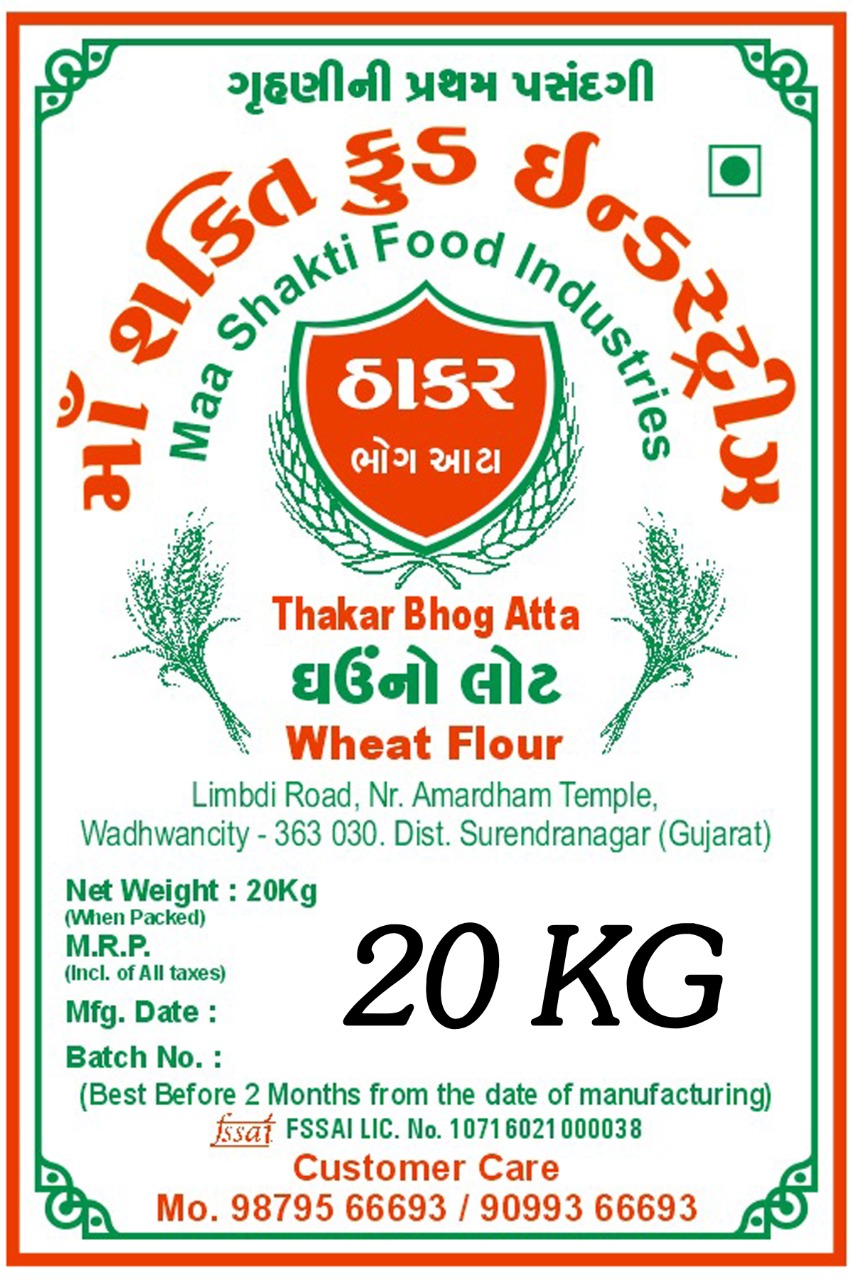 ગૃહણીની પ્રથમ પસંદગી
માઁ શક્તિ ફુડ ઈન્ડસ્ટ્રીઝ
Maa Shakti Food Industries
ઠાકર
ભોગ આટા
Thakar Bhog Atta
ઘઉંનો લોટ
Wheat Flour
Limbdi Road, Nr. Amardham Temple,
Wadhwancity - 363 030. Dist. Surendranagar (Gujarat)
Net Weight : 20Kg
(When Packed)
M.R.P.
(Incl. of All taxes)
20 KG
Mfg. Date :
Batch No. :
(Best Before 2 Months from the date of manufacturing)
fssai FSSAI LIC. No. 10716021000038
Customer Care
Mo. 98795 66693 / 90993 66693